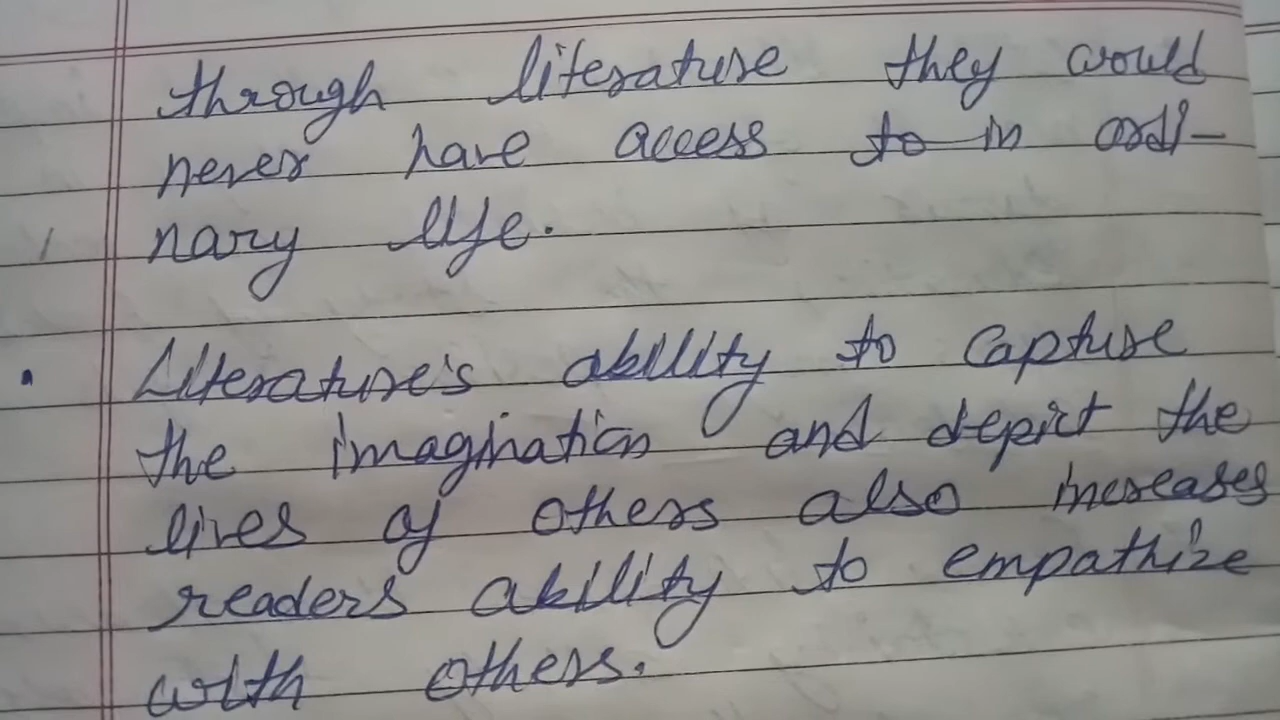 through literature they would
never have access to in ordi-
nary life.
• Literature's ability to capture
the imagination and depict the
lives of others also increases
readers ability to empathize
with others.